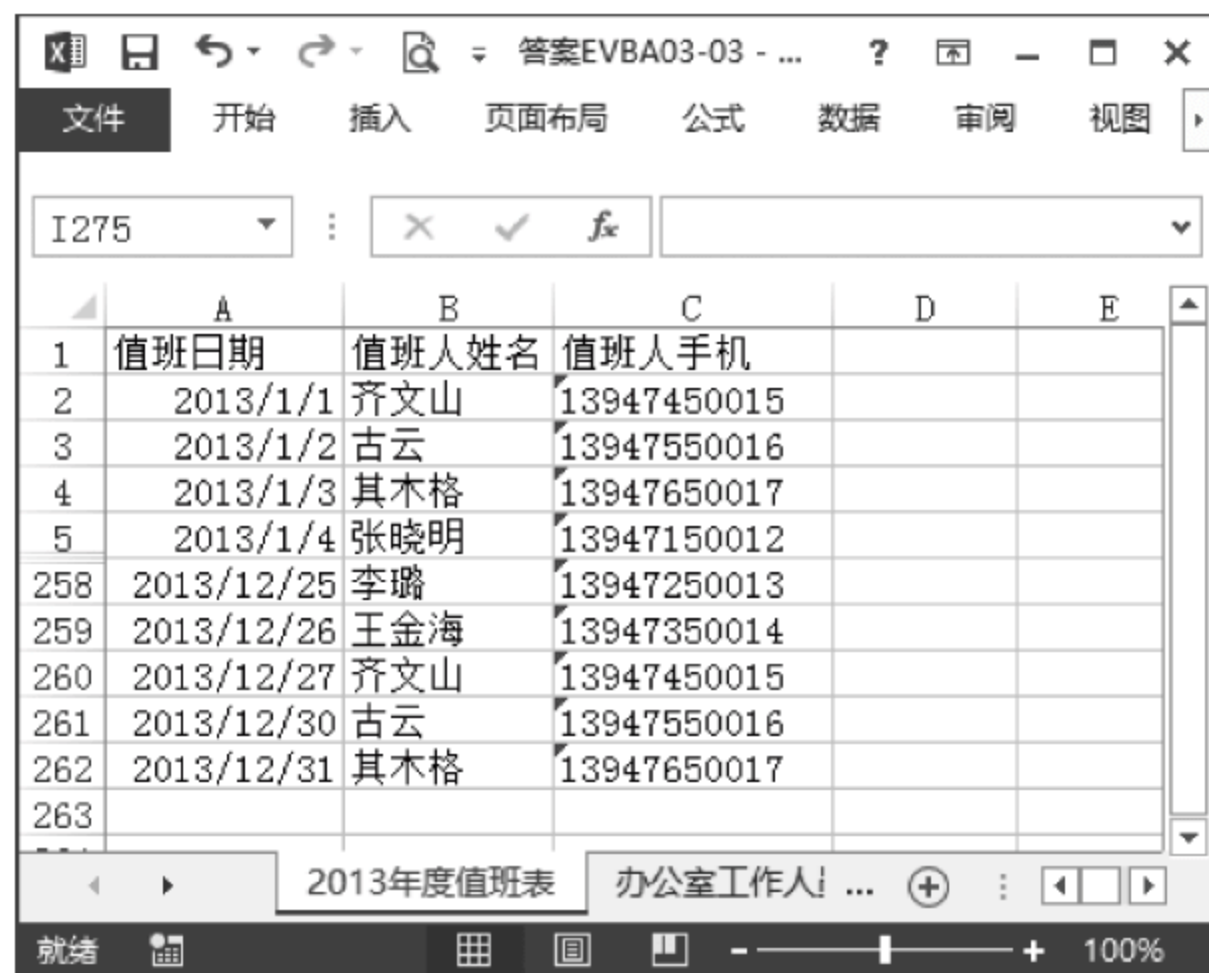 答案EVBA03-03 - ... ?
文件 开始 插入 页面布局 公式 数据 审阅 视图
I275 fx
A B C D E
1 值班日期 值班人姓名 值班人手机
2 2013/1/1 齐文山 13947450015
3 2013/1/2 古云 13947550016
4 2013/1/3 其木格 13947650017
5 2013/1/4 张晓明 13947150012
258 2013/12/25 李璐 13947250013
259 2013/12/26 王金海 13947350014
260 2013/12/27 齐文山 13947450015
261 2013/12/30 古云 13947550016
262 2013/12/31 其木格 13947650017
263
2013年度值班表 办公室工作人 ...
就绪 100%